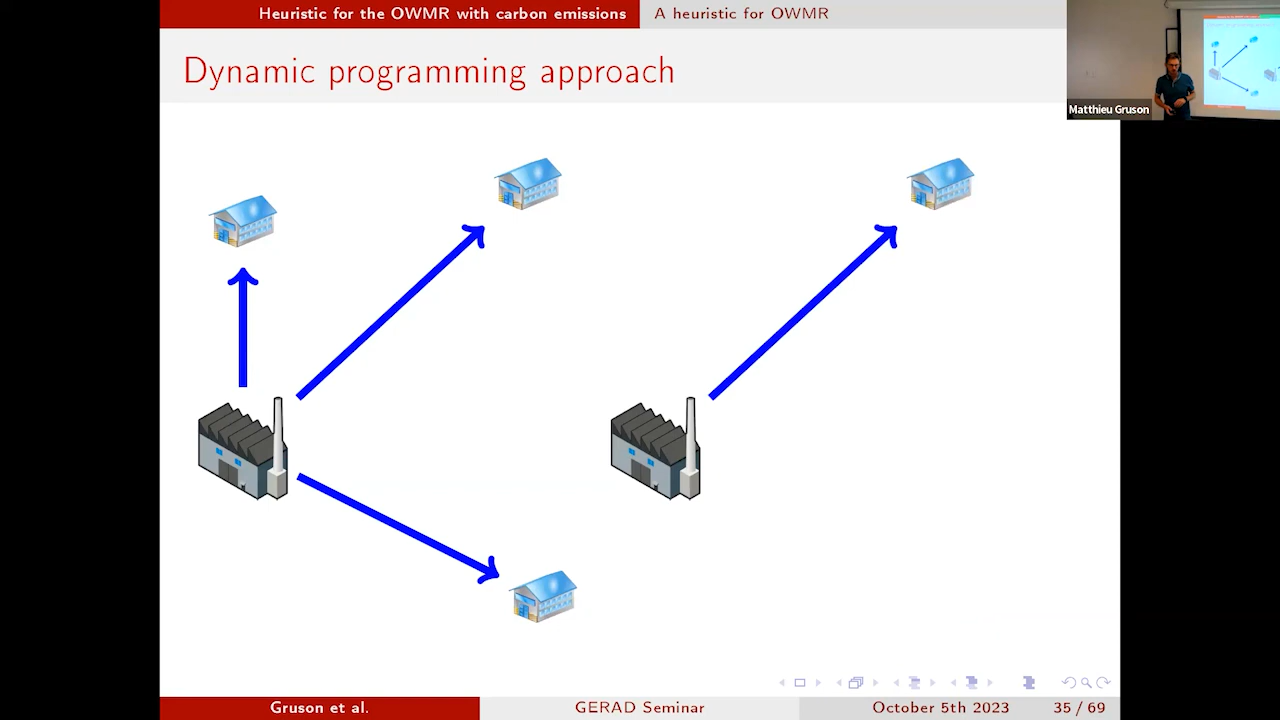 Heuristic for the OWMR with carbon emissions
A heuristic for OWMR
Dynamic programming approach
Matthieu Gruson
Gruson et al.
GERAD Seminar
October 5th 2023
35 / 69